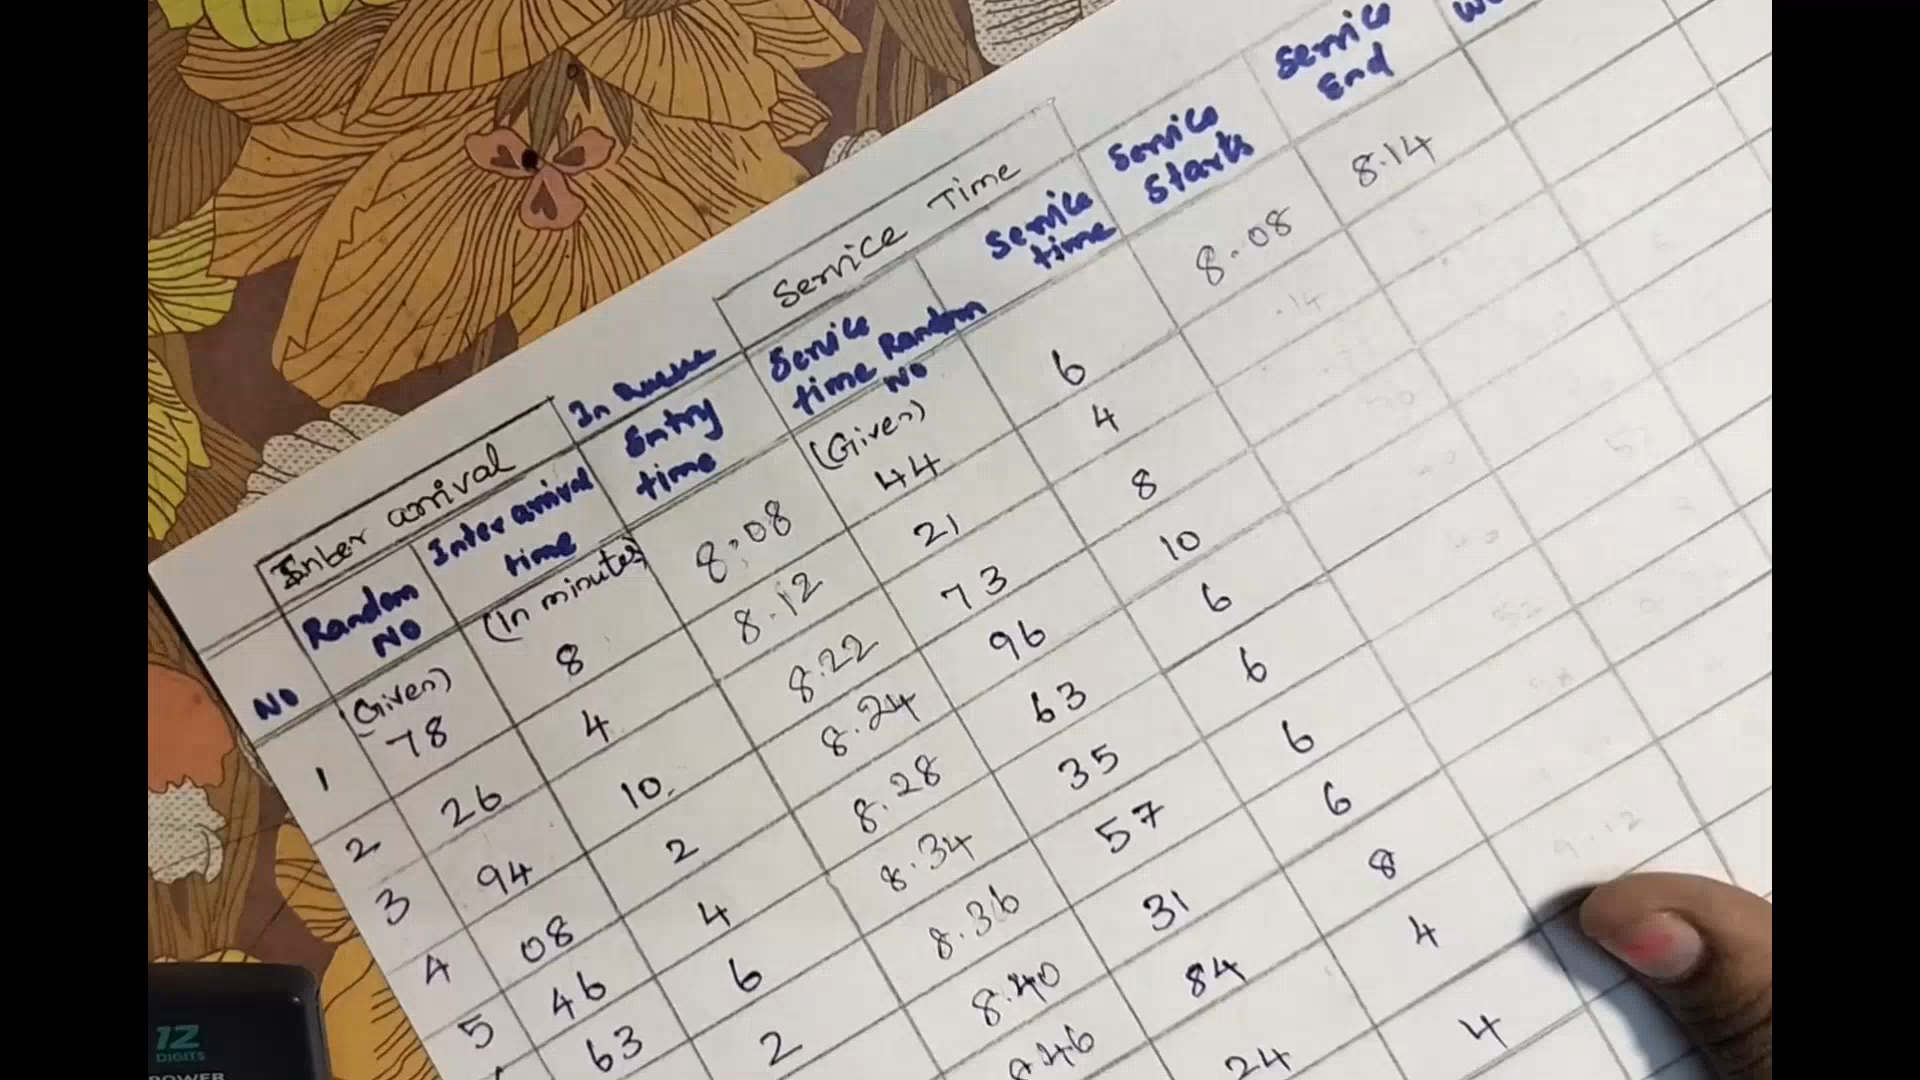 Inter arrival
In Queue
Service Time
No
Random No
Inter arrival time
Entry time
Service time Random No
Service time
Service Starts
Service End
(Given)
(In minutes)
(Given)
1 78 8 8:08 44 6 8.08 8.14
2 26 4 8.12 21 4
3 94 10 8.22 73 8
4 08 2 8.24 96 10
5 46 4 8.28 63 6
63 6 8.34 35 6
2 8.36 57 6
8.40 31 6
84 8
24 4
4
12
DIGITS
POWER